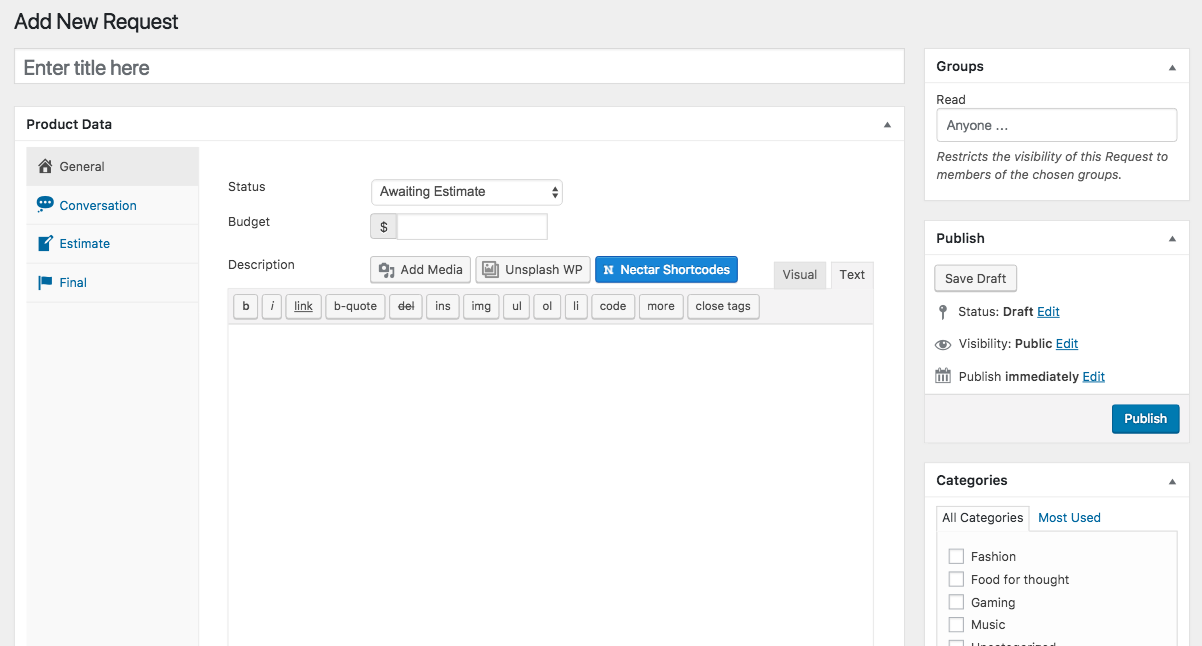 Add New Request
Enter title here
Product Data
General
Conversation
Estimate
Final
Status
Awaiting Estimate
Budget
$
Description
Add Media
Unsplash WP
N Nectar Shortcodes
Visual
Text
b
i
link
b-quote
del
ins
img
ul
ol
li
code
more
close tags
Groups
Read
Anyone ...
Restricts the visibility of this Request to
members of the chosen groups.
Publish
Save Draft
Status: Draft Edit
Visibility: Public Edit
Publish immediately Edit
Publish
Categories
All Categories
Most Used
Fashion
Food for thought
Gaming
Music